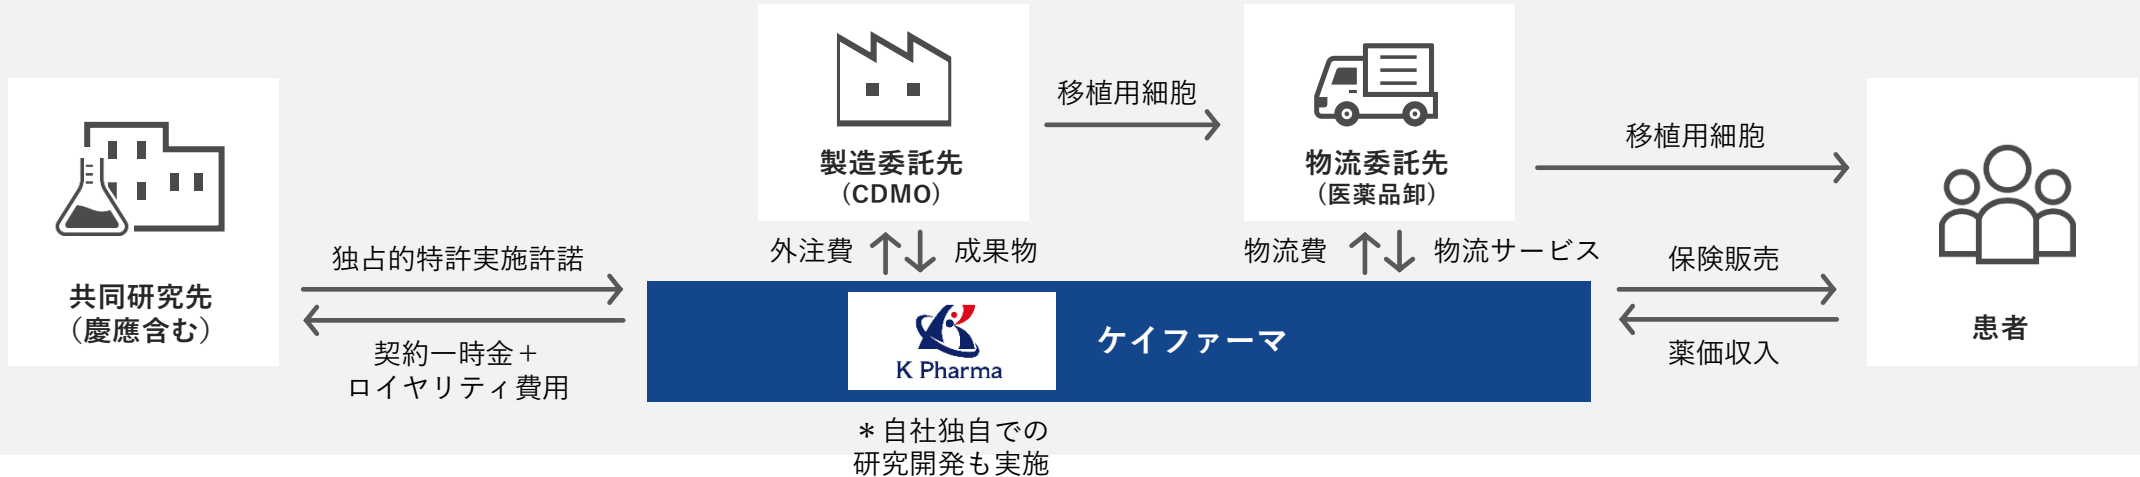 共同研究先
（慶應含む）
独占的特許実施許諾
契約一時金＋
ロイヤリティ費用
製造委託先
（CDMO）
移植用細胞
物流委託先
（医薬品卸）
移植用細胞
外注費
成果物
物流費
物流サービス
K Pharma
ケイファーマ
＊自社独自での
研究開発も実施
保険販売
薬価収入
患者